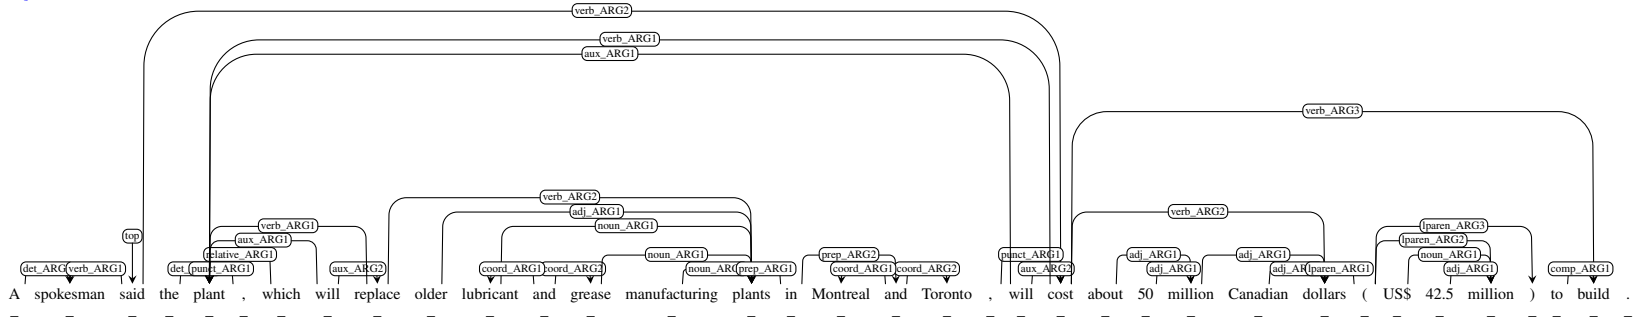 verb_ARG2
verb_ARG1
aux_ARG1
verb_ARG3
verb_ARG2 adj_ARG1 noun_ARG1 verb_ARG2
top verb_ARG1 aux_ARG1 relative_ARG1 lparen_ARG3 lparen_ARG2
noun_ARG1 prep_ARG2 punct_ARG1 adj_ARG1 adj_ARG1 noun_ARG1
verb_ARG1 punct_ARG1 aux_ARG2 coord_ARG1 coord_ARG2 prep_ARG1 coord_ARG1 coord_ARG2 aux_ARG2 adj_ARG1 lparen_ARG1 adj_ARG1 comp_ARG1
A spokesman said the plant , which will replace older lubricant and grease manufacturing plants in Montreal and Toronto , will cost about 50 million Canadian dollars ( US$ 42.5 million ) to build .